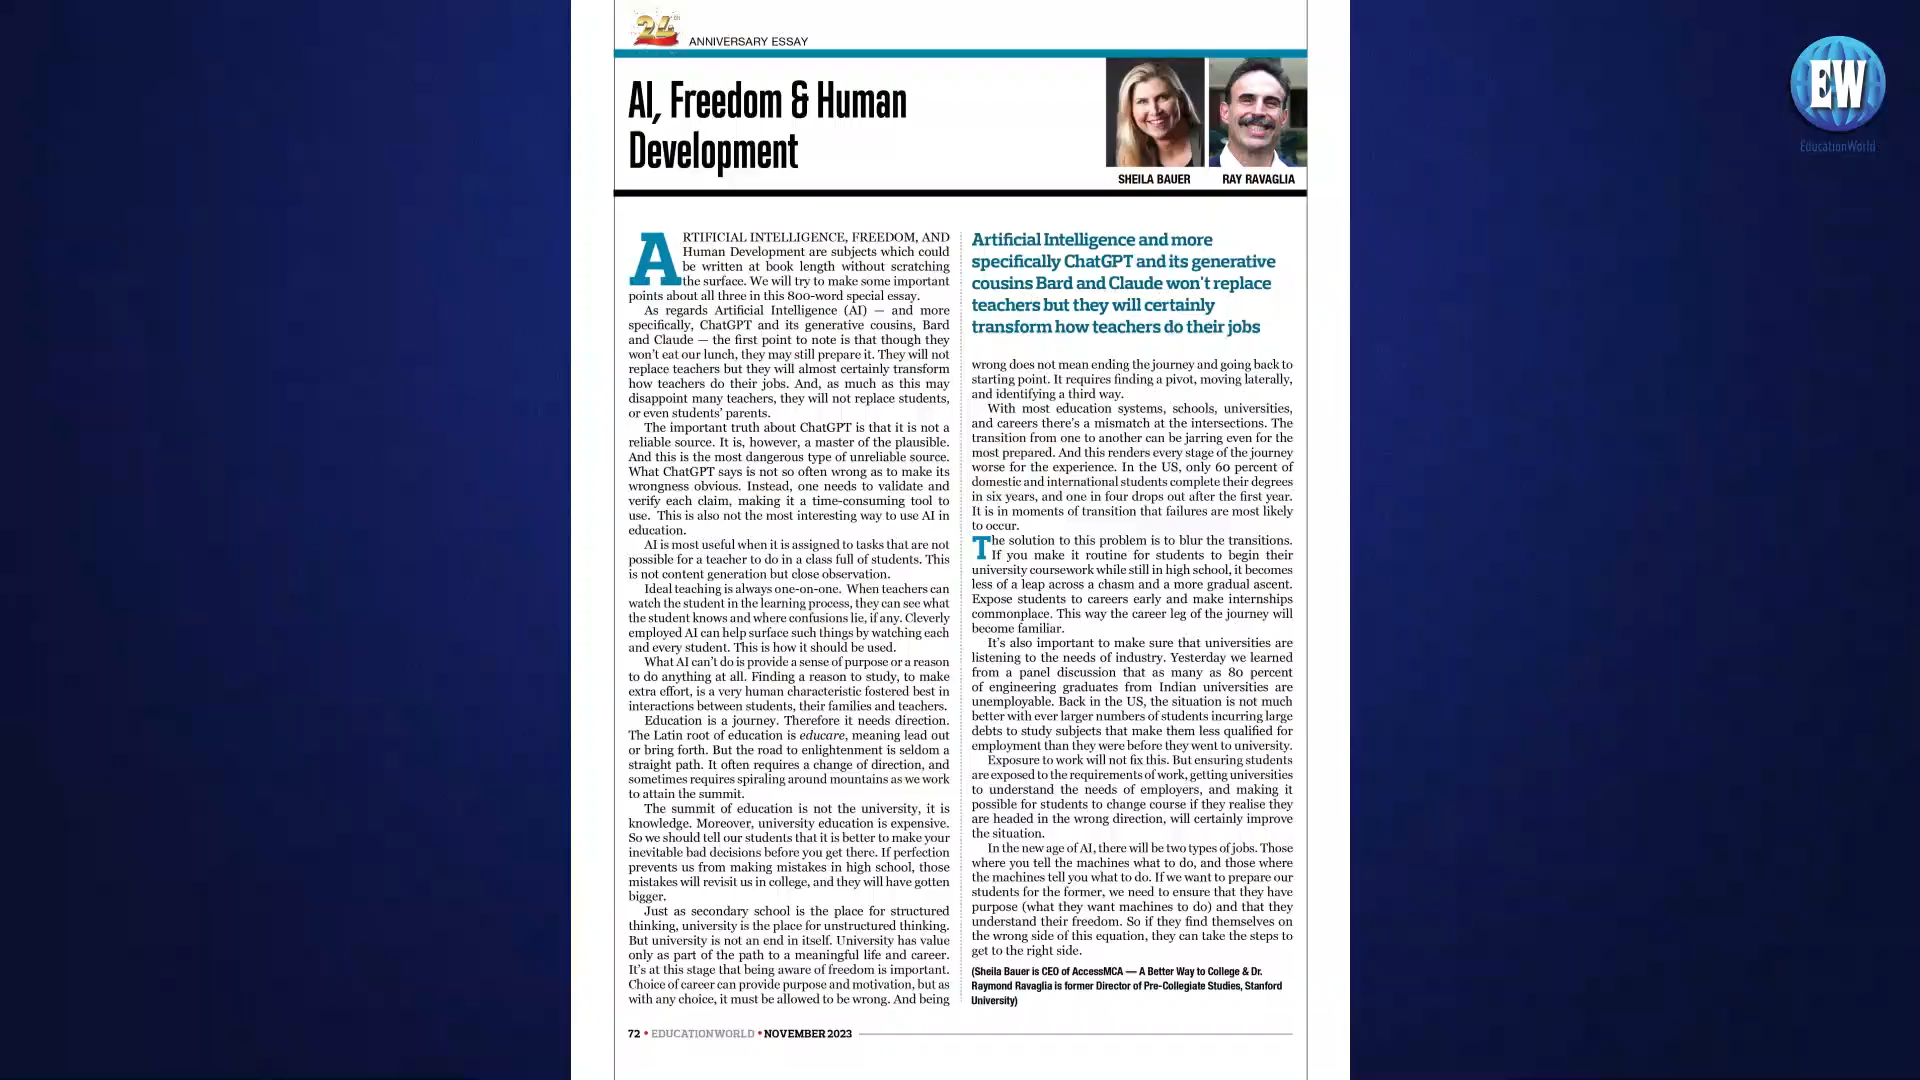 24TH
ANNIVERSARY ESSAY
AI, Freedom & Human
Development
SHEILA BAUER
RAY RAVAGLIA
EW
EducationWorld
ARTIFICIAL INTELLIGENCE, FREEDOM, AND
Human Development are subjects which could
be written at book length without scratching
the surface. We will try to make some important
points about all three in this 800-word special essay.
As regards Artificial Intelligence (AI) — and more
specifically, ChatGPT and its generative cousins, Bard
and Claude — the first point to note is that though they
won't eat our lunch, they may still prepare it. They will not
replace teachers but they will almost certainly transform
how teachers do their jobs. And, as much as this may
disappoint many teachers, they will not replace students,
or even students' parents.
The important truth about ChatGPT is that it is not a
reliable source. It is, however, a master of the plausible.
And this is the most dangerous type of unreliable source.
What ChatGPT says is not so often wrong as to make its
wrongness obvious. Instead, one needs to validate and
verify each claim, making it a time-consuming tool to
use. This is also not the most interesting way to use AI in
education.
AI is most useful when it is assigned to tasks that are not
possible for a teacher to do in a class full of students. This
is not content generation but close observation.
Ideal teaching is always one-on-one. When teachers can
watch the student in the learning process, they can see what
the student knows and where confusions lie, if any. Cleverly
employed AI can help surface such things by watching each
and every student. This is how it should be used.
What AI can't do is provide a sense of purpose or a reason
to do anything at all. Finding a reason to study, to make
extra effort, is a very human characteristic fostered best in
interactions between students, their families and teachers.
Education is a journey. Therefore it needs direction.
The Latin root of education is educare, meaning lead out
or bring forth. But the road to enlightenment is seldom a
straight path. It often requires a change of direction, and
sometimes requires spiraling around mountains as we work
to attain the summit.
The summit of education is not the university, it is
knowledge. Moreover, university education is expensive.
So we should tell our students that it is better to make your
inevitable bad decisions before you get there. If perfection
prevents us from making mistakes in high school, those
mistakes will revisit us in college, and they will have gotten
bigger.
Just as secondary school is the place for structured
thinking, university is the place for unstructured thinking.
But university is not an end in itself. University has value
only as part of the path to a meaningful life and career.
It's at this stage that being aware of freedom is important.
Choice of career can provide purpose and motivation, but as
with any choice, it must be allowed to be wrong. And being
Artificial Intelligence and more
specifically ChatGPT and its generative
cousins Bard and Claude won't replace
teachers but they will certainly
transform how teachers do their jobs
wrong does not mean ending the journey and going back to
starting point. It requires finding a pivot, moving laterally,
and identifying a third way.
With most education systems, schools, universities,
and careers there's a mismatch at the intersections. The
transition from one to another can be jarring even for the
most prepared. And this renders every stage of the journey
worse for the experience. In the US, only 60 percent of
domestic and international students complete their degrees
in six years, and one in four drops out after the first year.
It is in moments of transition that failures are most likely
to occur.
The solution to this problem is to blur the transitions.
If you make it routine for students to begin their
university coursework while still in high school, it becomes
less of a leap across a chasm and a more gradual ascent.
Expose students to careers early and make internships
commonplace. This way the career leg of the journey will
become familiar.
It's also important to make sure that universities are
listening to the needs of industry. Yesterday we learned
from a panel discussion that as many as 80 percent
of engineering graduates from Indian universities are
unemployable. Back in the US, the situation is not much
better with ever larger numbers of students incurring large
debts to study subjects that make them less qualified for
employment than they were before they went to university.
Exposure to work will not fix this. But ensuring students
are exposed to the requirements of work, getting universities
to understand the needs of employers, and making it
possible for students to change course if they realise they
are headed in the wrong direction, will certainly improve
the situation.
In the new age of AI, there will be two types of jobs. Those
where you tell the machines what to do, and those where
the machines tell you what to do. If we want to prepare our
students for the former, we need to ensure that they have
purpose (what they want machines to do) and that they
understand their freedom. So if they find themselves on
the wrong side of this equation, they can take the steps to
get to the right side.
(Sheila Bauer is CEO of AccessMCA — A Better Way to College & Dr.
Raymond Ravaglia is former Director of Pre-Collegiate Studies, Stanford
University)
72 • EDUCATIONWORLD • NOVEMBER 2023